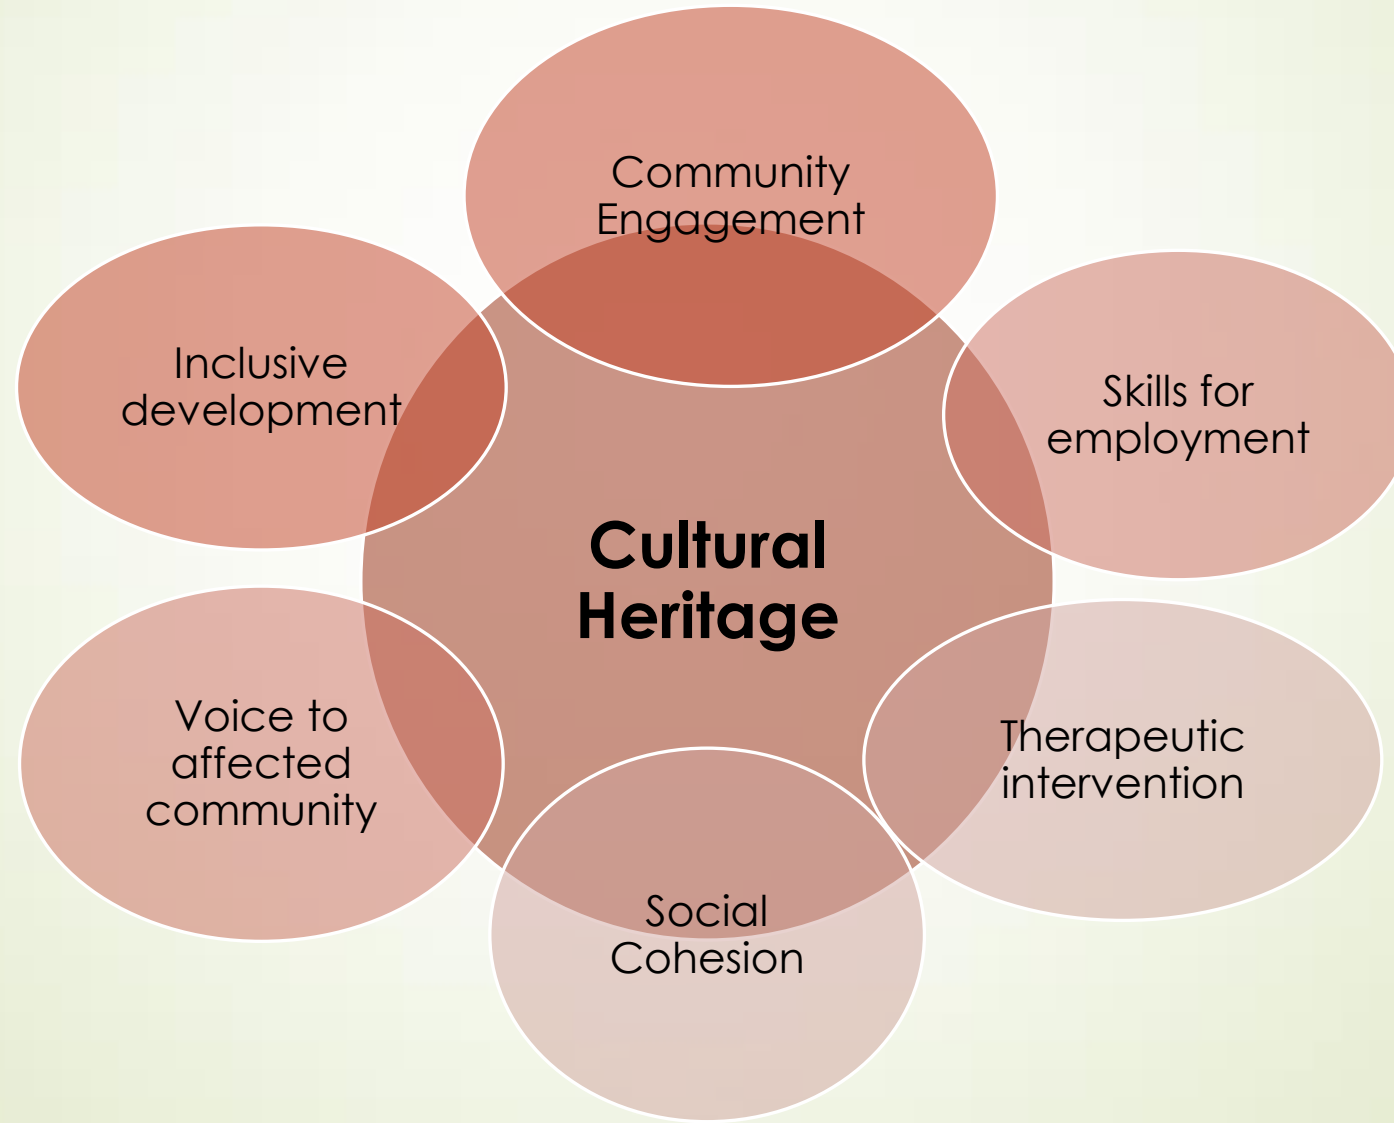 Community
Engagement
Inclusive
development
Skills for
employment
Cultural
Heritage
Voice to
affected
community
Therapeutic
intervention
Social
Cohesion